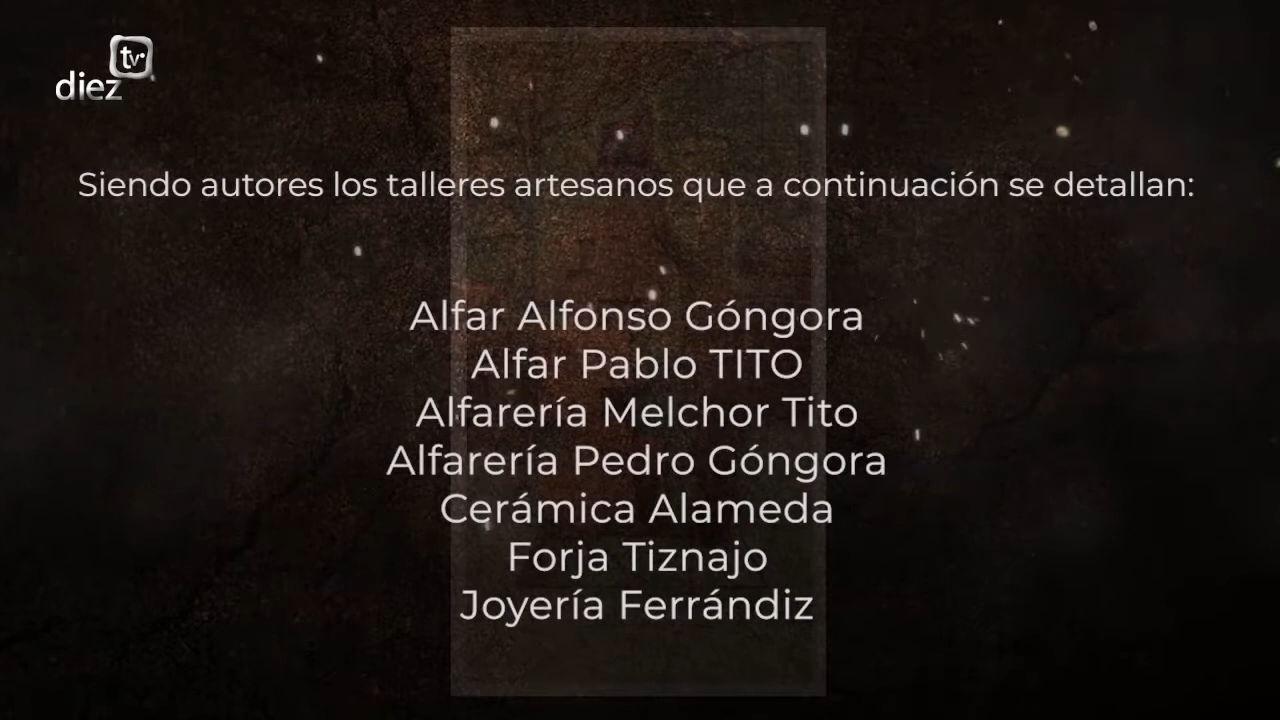 tv
diez
Siendo autores los talleres artesanos que a continuación se detallan:
Alfar Alfonso Góngora
Alfar Pablo TITO
Alfarería Melchor Tito
Alfarería Pedro Góngora
Cerámica Alameda
Forja Tiznajo
Joyería Ferrándiz